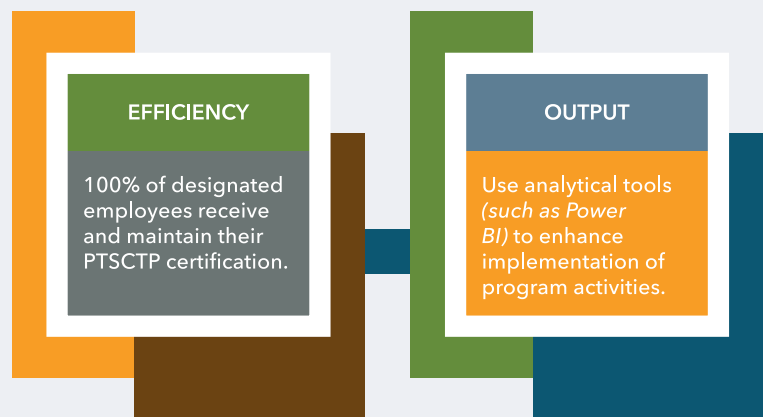 EFFICIENCY
100% of designated
employees receive
and maintain their
PTSCTP certification.
OUTPUT
Use analytical tools
(such as Power
BI) to enhance
implementation of
program activities.